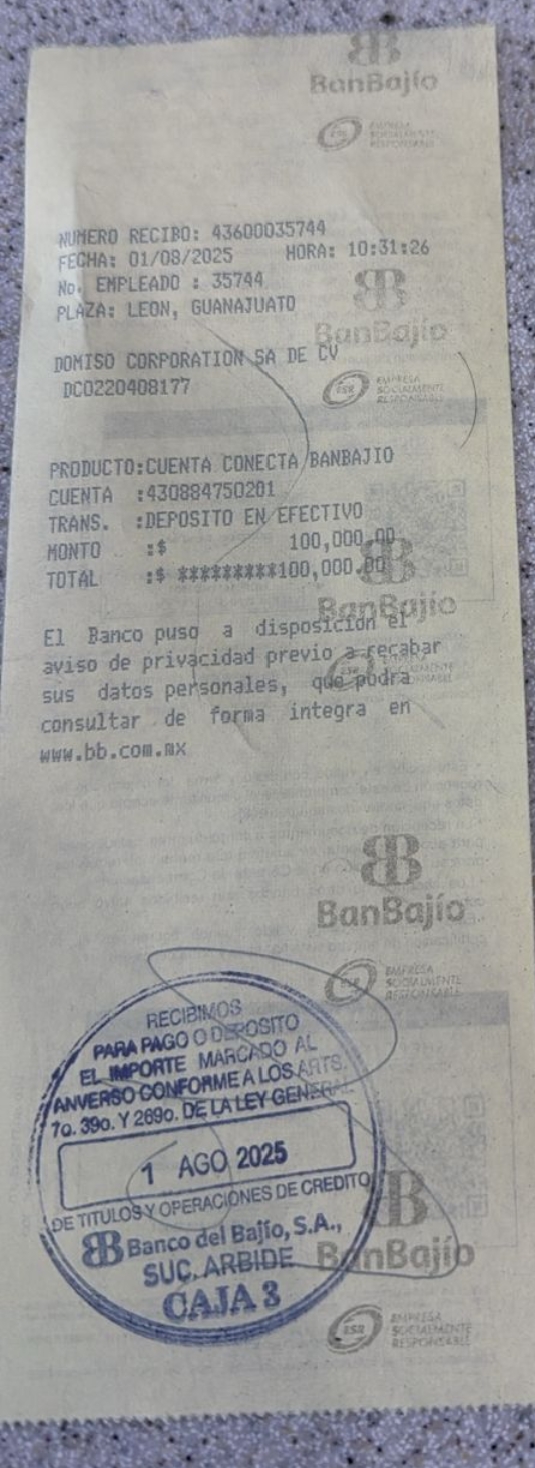 BanBajío
EMPRESA
SOCIALMENTE
RESPONSABLE
NUMERO RECIBO: 43600035744
FECHA: 01/08/2025 HORA: 10:31:26
No. EMPLEADO : 35744
PLAZA: LEON, GUANAJUATO
BanBajío
DOMISO CORPORATION SA DE CV
DCO220408177
ESR EMPRESA
SOCIALMENTE
RESPONSABLE
PRODUCTO:CUENTA CONECTA BANBAJIO
CUENTA :430884750201
TRANS. :DEPOSITO EN EFECTIVO
MONTO :$ 100,000.00
TOTAL :$ *********100,000.00
BanBajío
El Banco puso a disposición el
aviso de privacidad previo a recabar
sus datos personales, que podra
consultar de forma integra en
www.bb.com.mx
BanBajío
ESR EMPRESA
SOCIALMENTE
RESPONSABLE
RECIBIMOS
PARA PAGO O DEPOSITO
EL IMPORTE MARCADO AL
ANVERSO CONFORME A LOS ARTS.
7o. 39o. Y 269o. DE LA LEY GENERAL
1 AGO 2025
DE TITULOS Y OPERACIONES DE CREDITO
Banco del Bajío, S.A.,
SUC. ARBIDE
CAJA 3
BanBajío
ESR EMPRESA
SOCIALMENTE
RESPONSABLE